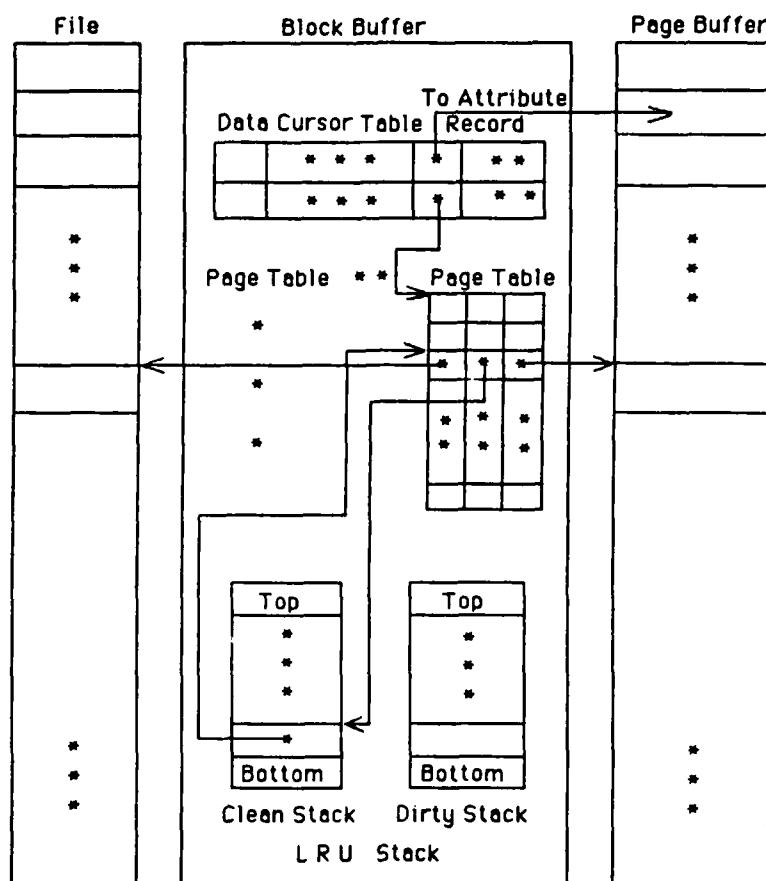 File
Block Buffer
Page Buffer
To Attribute
Data Cursor Table Record
* * * * * *
* * * * * *
Page Table * *
Page Table
Top
Top
Bottom
Bottom
Clean Stack
Dirty Stack
L R U Stack